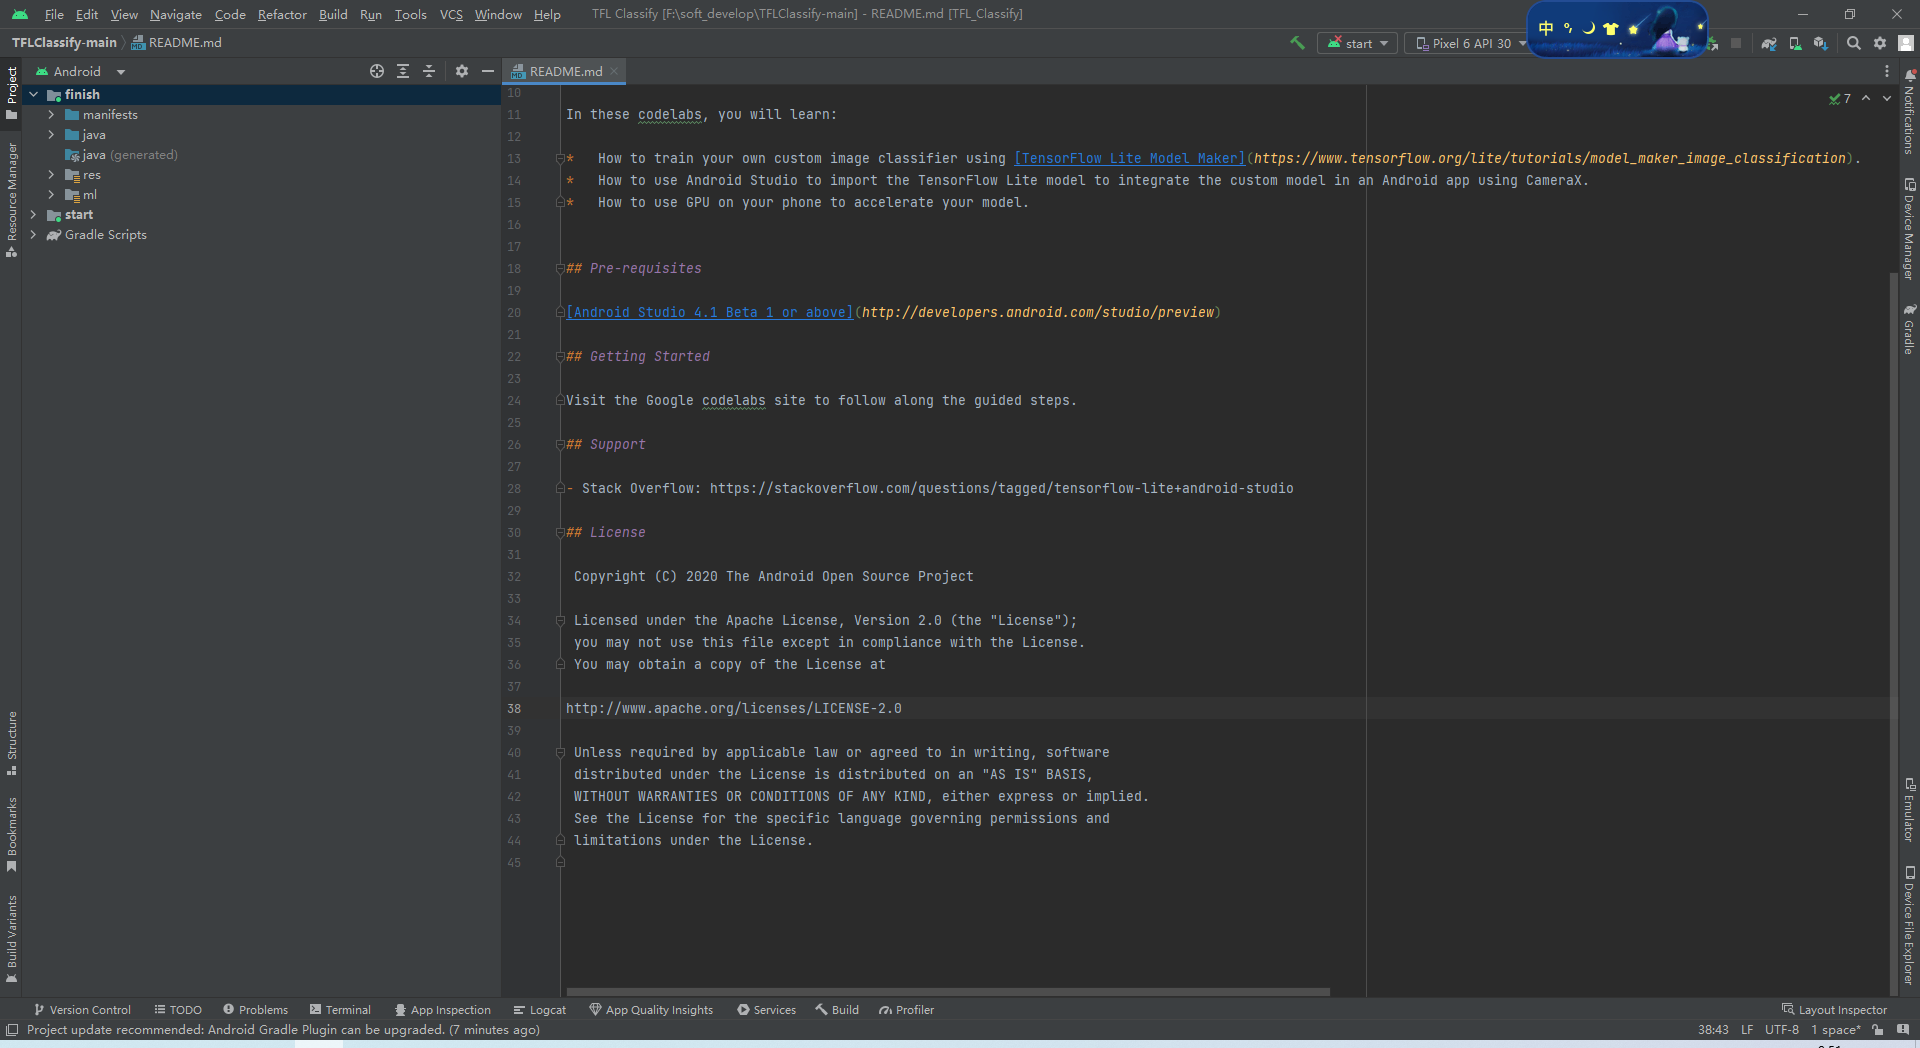 File Edit View Navigate Code Refactor Build Run Tools VCS Window Help TFL Classify [F:\soft_develop\TFLClassify-main] - README.md [TFL_Classify]
TFLClassify-main README.md start Pixel 6 API 30 中
Android README.md
Project
Resource Manager
Structure
Bookmarks
Build Variants
finish
manifests
java
java (generated)
res
ml
start
Gradle Scripts
7
10
11 In these codelabs, you will learn:
12
13 * How to train your own custom image classifier using [TensorFlow Lite Model Maker](https://www.tensorflow.org/lite/tutorials/model_maker_image_classification).
14 * How to use Android Studio to import the TensorFlow Lite model to integrate the custom model in an Android app using CameraX.
15 * How to use GPU on your phone to accelerate your model.
16
17
18 ## Pre-requisites
19
20 [Android Studio 4.1 Beta 1 or above](http://developers.android.com/studio/preview)
21
22 ## Getting Started
23
24 Visit the Google codelabs site to follow along the guided steps.
25
26 ## Support
27
28 - Stack Overflow: https://stackoverflow.com/questions/tagged/tensorflow-lite+android-studio
29
30 ## License
31
32 Copyright (C) 2020 The Android Open Source Project
33
34 Licensed under the Apache License, Version 2.0 (the "License");
35 you may not use this file except in compliance with the License.
36 You may obtain a copy of the License at
37
38 http://www.apache.org/licenses/LICENSE-2.0
39
40 Unless required by applicable law or agreed to in writing, software
41 distributed under the License is distributed on an "AS IS" BASIS,
42 WITHOUT WARRANTIES OR CONDITIONS OF ANY KIND, either express or implied.
43 See the License for the specific language governing permissions and
44 limitations under the License.
45
Notifications
Device Manager
Gradle
Emulator
Device File Explorer
Version Control TODO Problems Terminal App Inspection Logcat App Quality Insights Services Build Profiler Layout Inspector
Project update recommended: Android Gradle Plugin can be upgraded. (7 minutes ago) 38:43 LF UTF-8 1 space*